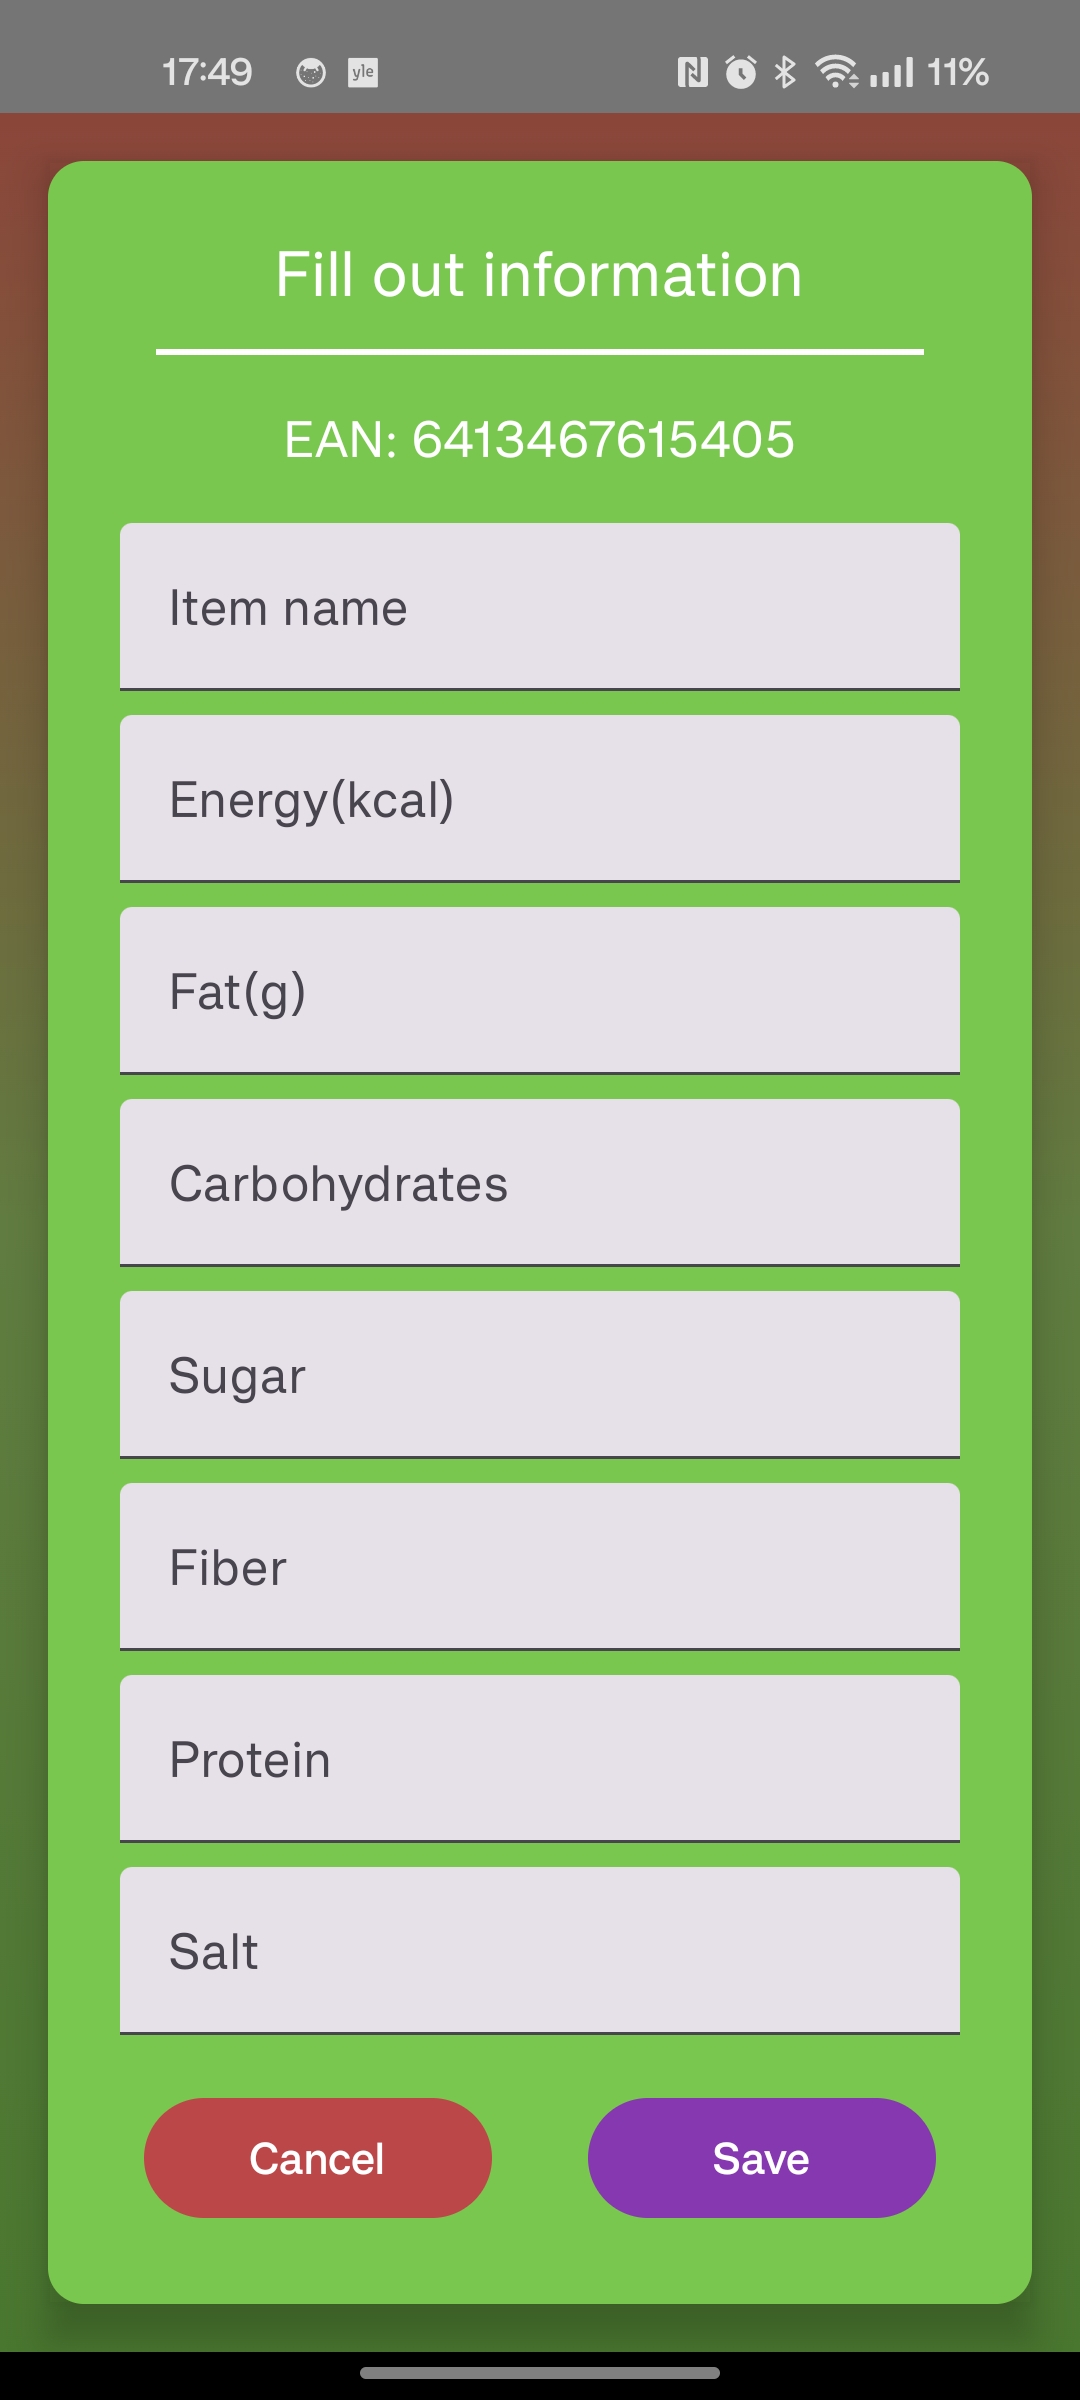 17:49 yle 11%
Fill out information
EAN: 6413467615405
Item name
Energy(kcal)
Fat(g)
Carbohydrates
Sugar
Fiber
Protein
Salt
Cancel Save